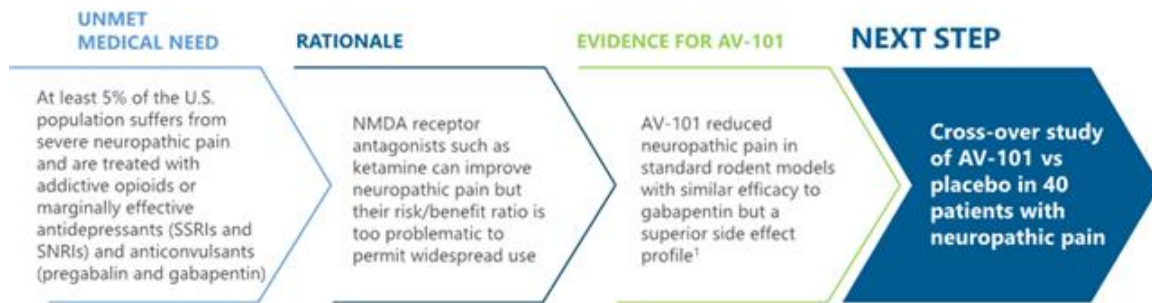 UNMET
MEDICAL NEED
At least 5% of the U.S.
population suffers from
severe neuropathic pain
and are treated with
addictive opioids or
marginally effective
antidepressants (SSRIs and
SNRIs) and anticonvulsants
(pregabalin and gabapentin)
RATIONALE
NMDA receptor
antagonists such as
ketamine can improve
neuropathic pain but
their risk/benefit ratio is
too problematic to
permit widespread use
EVIDENCE FOR AV-101
AV-101 reduced
neuropathic pain in
standard rodent models
with similar efficacy to
gabapentin but a
superior side effect
profile¹
NEXT STEP
Cross-over study
of AV-101 vs
placebo in 40
patients with
neuropathic pain